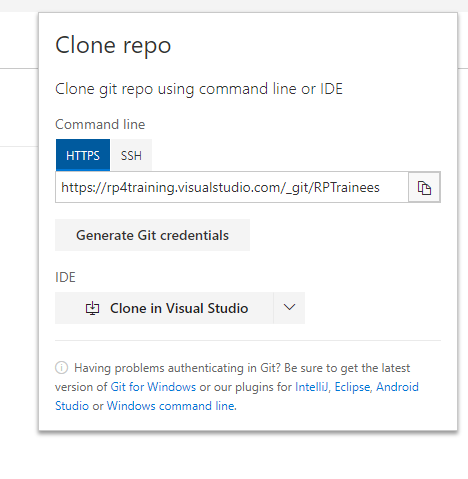 Clone repo
Clone git repo using command line or IDE
Command line
HTTPS SSH
https://rp4training.visualstudio.com/_git/RPTrainees
Generate Git credentials
IDE
Clone in Visual Studio
Having problems authenticating in Git? Be sure to get the latest
version of Git for Windows or our plugins for IntelliJ, Eclipse, Android
Studio or Windows command line.